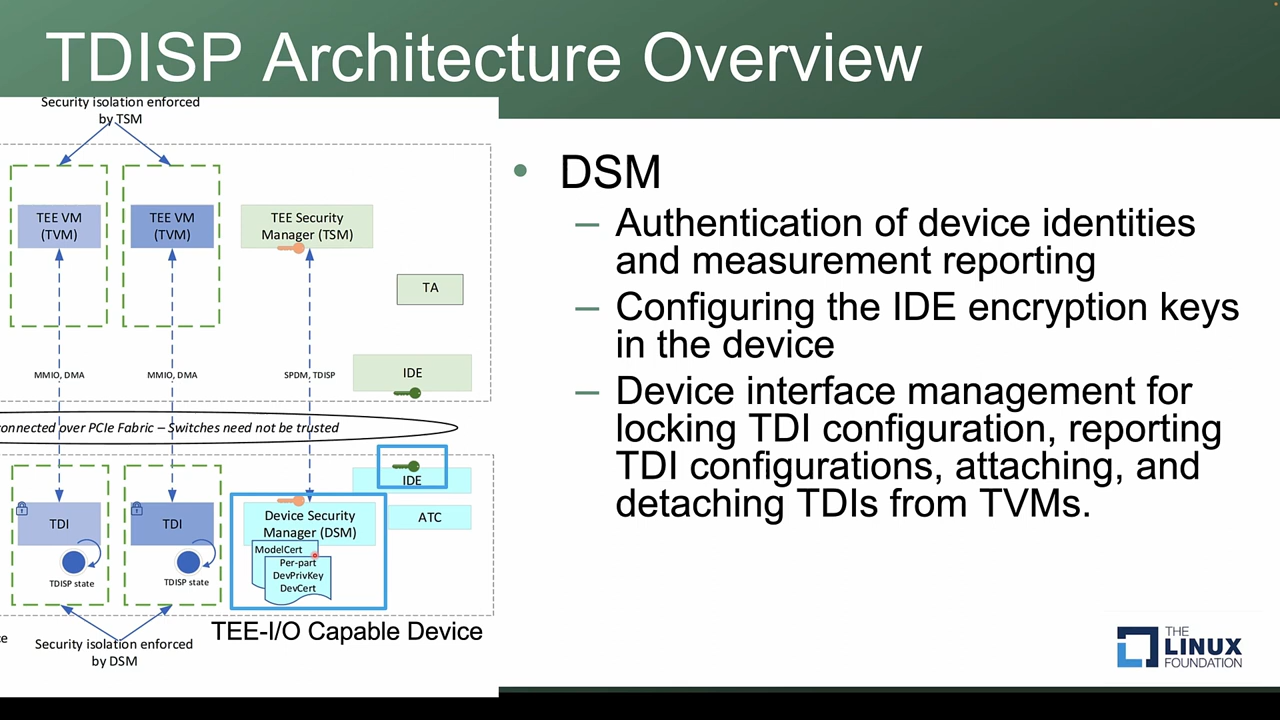 TDISP Architecture Overview
Security isolation enforced
by TSM
TEE VM
(TVM)
TEE VM
(TVM)
TEE Security
Manager (TSM)
TA
MMIO, DMA
MMIO, DMA
SPDM, TDISP
IDE
onnected over PCIe Fabric – Switches need not be trusted
IDE
TDI
TDI
Device Security
Manager (DSM)
ATC
ModelCert
Per-part
DevPrivKey
DevCert
TDISP state
TDISP state
TEE-I/O Capable Device
ce
Security isolation enforced
by DSM
• DSM
– Authentication of device identities
and measurement reporting
– Configuring the IDE encryption keys
in the device
– Device interface management for
locking TDI configuration, reporting
TDI configurations, attaching, and
detaching TDIs from TVMs.
THE
LINUX
FOUNDATION